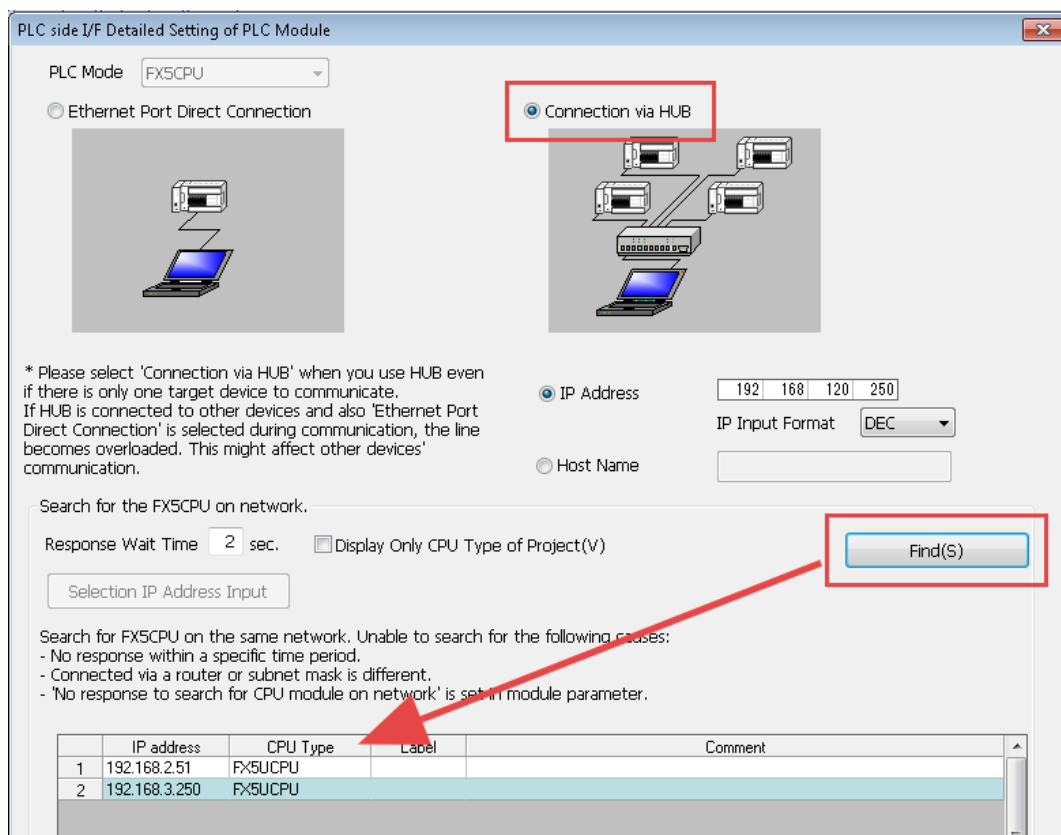 PLC side I/F Detailed Setting of PLC Module
PLC Mode FX5CPU
Ethernet Port Direct Connection
Connection via HUB
* Please select 'Connection via HUB' when you use HUB even
if there is only one target device to communicate.
If HUB is connected to other devices and also 'Ethernet Port
Direct Connection' is selected during communication, the line
becomes overloaded. This might affect other devices'
communication.
IP Address 192 168 120 250
IP Input Format DEC
Host Name
Search for the FX5CPU on network.
Response Wait Time 2 sec. Display Only CPU Type of Project(V)
Find(S)
Selection IP Address Input
Search for FX5CPU on the same network. Unable to search for the following causes:
- No response within a specific time period.
- Connected via a router or subnet mask is different.
- 'No response to search for CPU module on network' is set in module parameter.
IP address CPU Type Label Comment
1 192.168.2.51 FX5UCPU
2 192.168.3.250 FX5UCPU